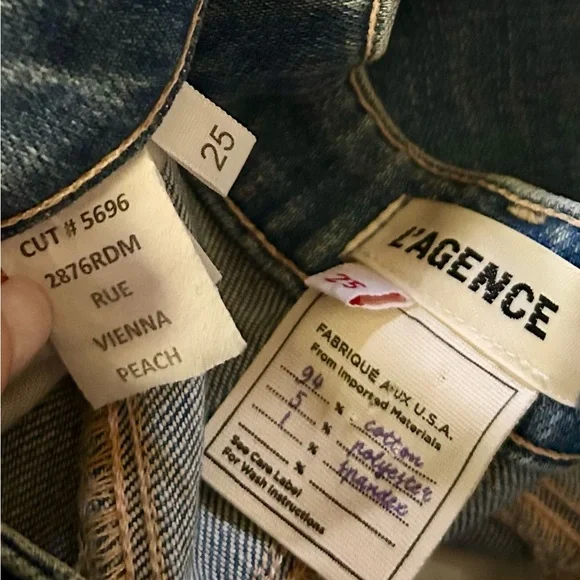 25
CUT # 5696
2876RDM
RUE
VIENNA
PEACH
L'AGENCE
25
FABRIQUÉ AUX U.S.A.
From Imported Materials
94 % cotton
5 % polyester
1 % spandex
See Care Label
For Wash Instructions